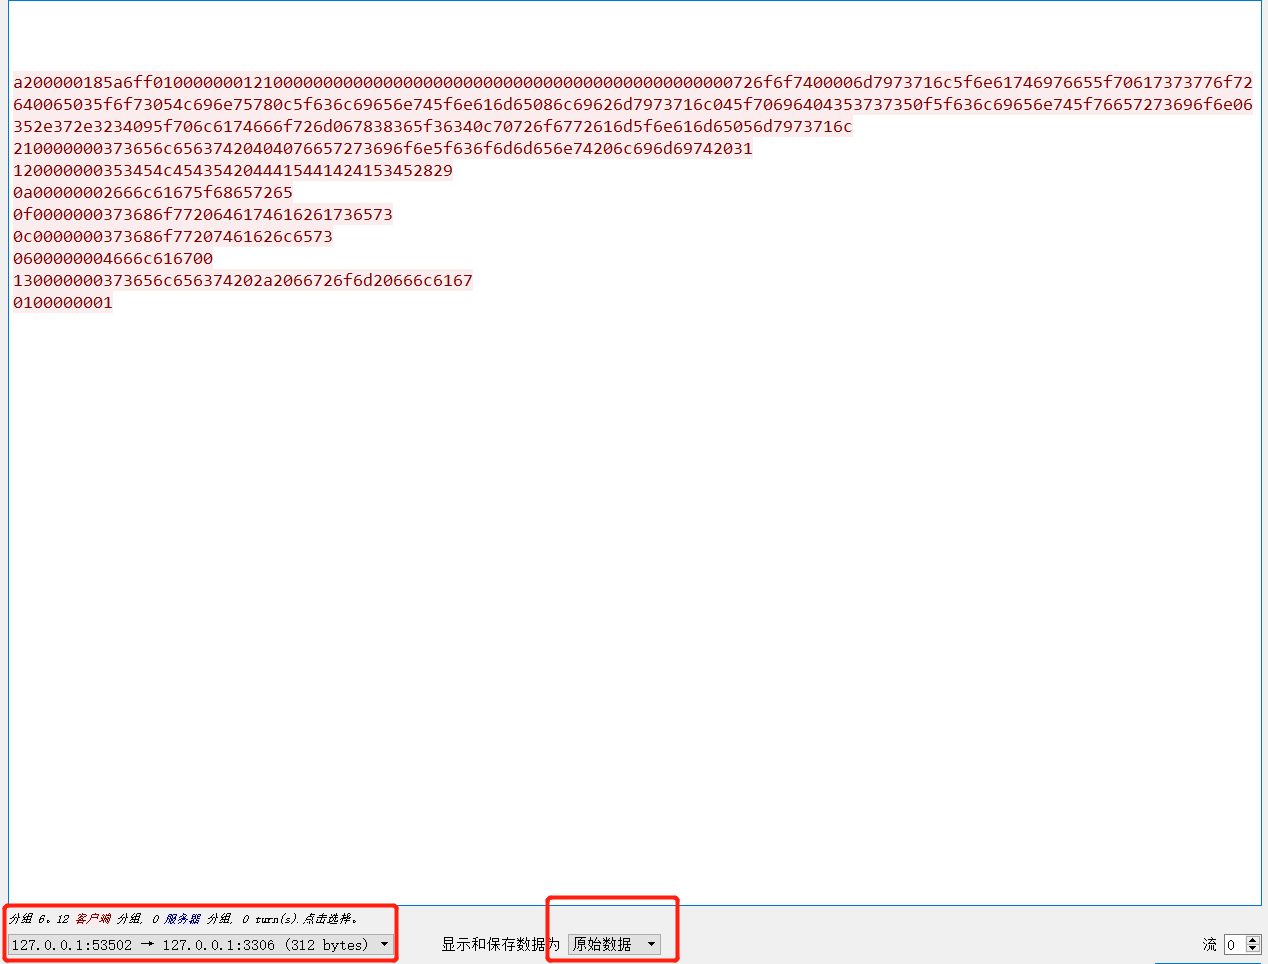 a200000185a6ff0100000001210000000000000000000000000000000000000000000000726f6f7400006d7973716c5f6e61746976655f70617373776f72
640065035f6f73054c696e75780c5f636c69656e745f6e616d65086c69626d7973716c045f70696404353737350f5f636c69656e745f76657273696f6e06
352e372e3234095f706c6174666f726d067838365f36340c70726f6772616d5f6e616d65056d7973716c
210000000373656c65637420404076657273696f6e5f636f6d6d656e74206c696d69742031
120000000353454c4543542044415441424153452829
0a00000002666c61675f68657265
0f0000000373686f7720646174616261736573
0c0000000373686f77207461626c6573
0600000004666c616700
130000000373656c656374202a2066726f6d20666c6167
0100000001
分组 6。12 客户端 分组, 0 服务器 分组, 0 turn(s).点击选择。
127.0.0.1:53502 → 127.0.0.1:3306 (312 bytes) 显示和保存数据为 原始数据 流 0